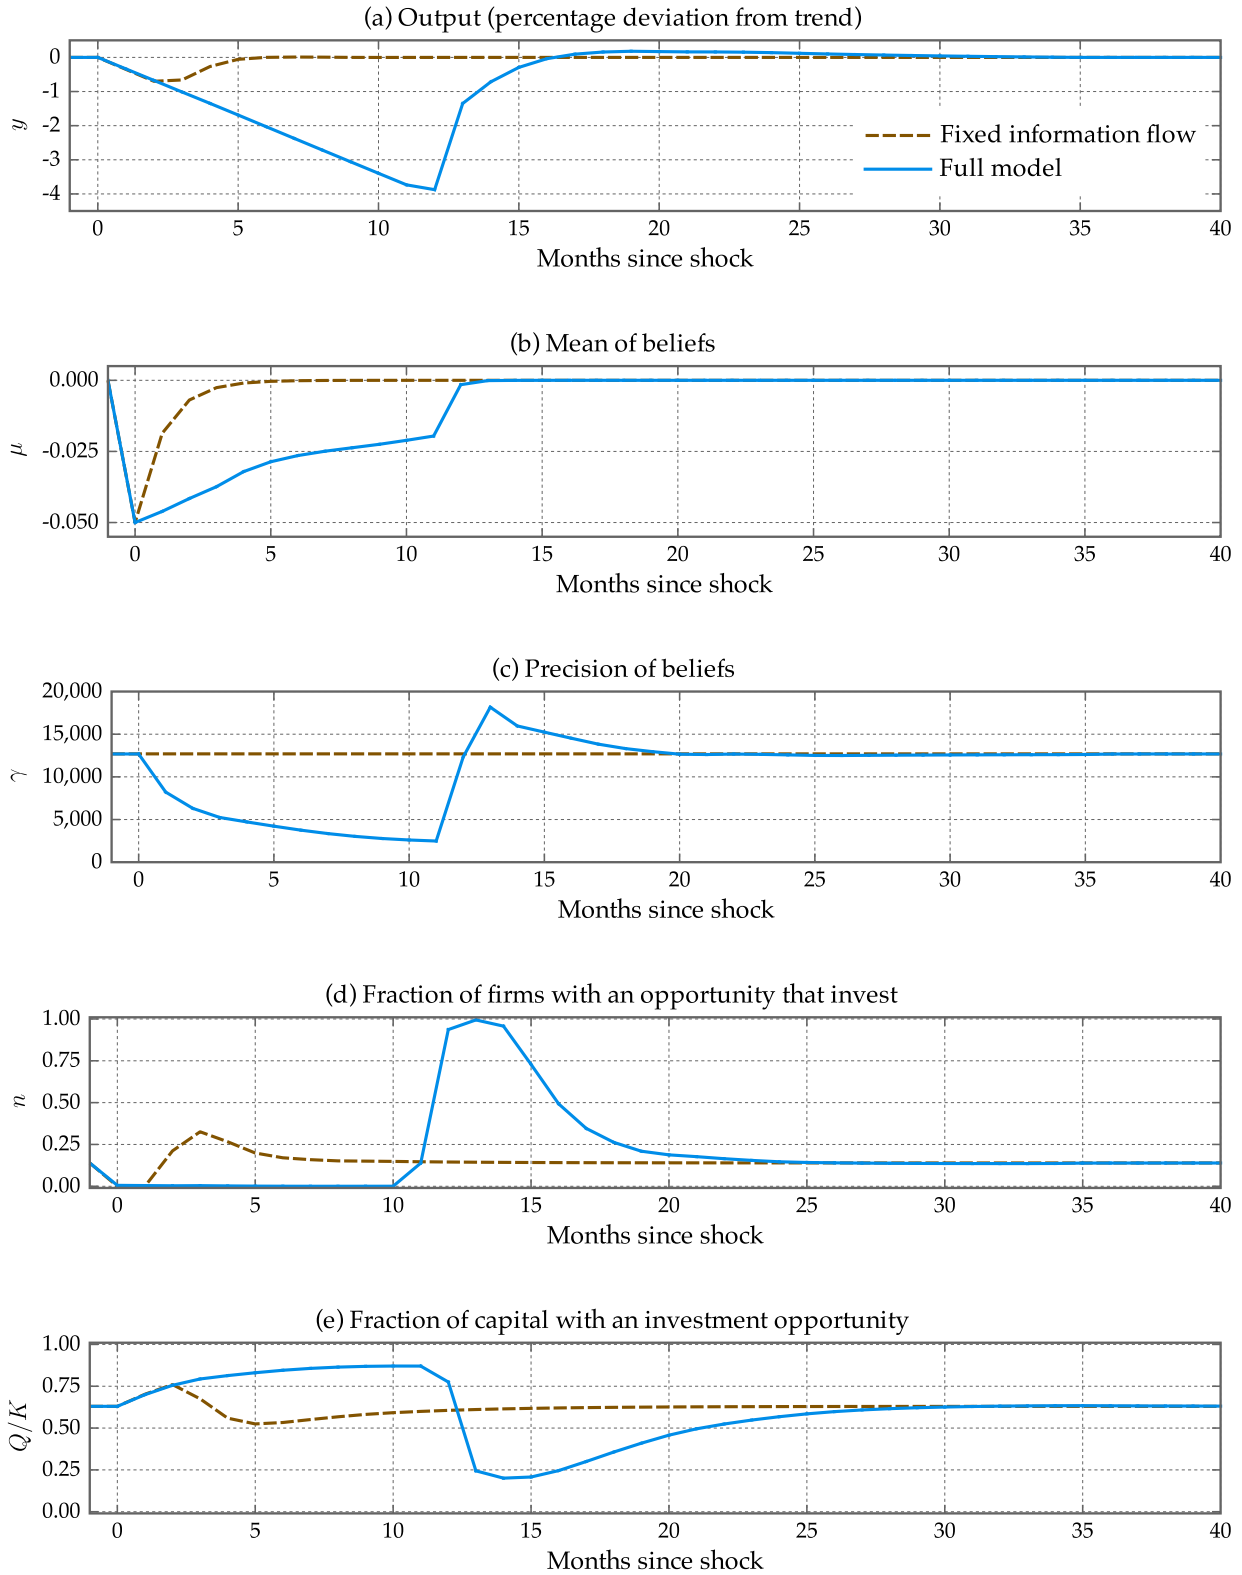 (a) Output (percentage deviation from trend)
0
-1
-2
-3
-4
y
Fixed information flow
Full model
0 5 10 15 20 25 30 35 40
Months since shock
(b) Mean of beliefs
0.000
-0.025
-0.050
μ
0 5 10 15 20 25 30 35 40
Months since shock
(c) Precision of beliefs
20,000
15,000
10,000
5,000
0
γ
0 5 10 15 20 25 30 35 40
Months since shock
(d) Fraction of firms with an opportunity that invest
1.00
0.75
0.50
0.25
0.00
n
0 5 10 15 20 25 30 35 40
Months since shock
(e) Fraction of capital with an investment opportunity
1.00
0.75
0.50
0.25
0.00
Q/K
0 5 10 15 20 25 30 35 40
Months since shock